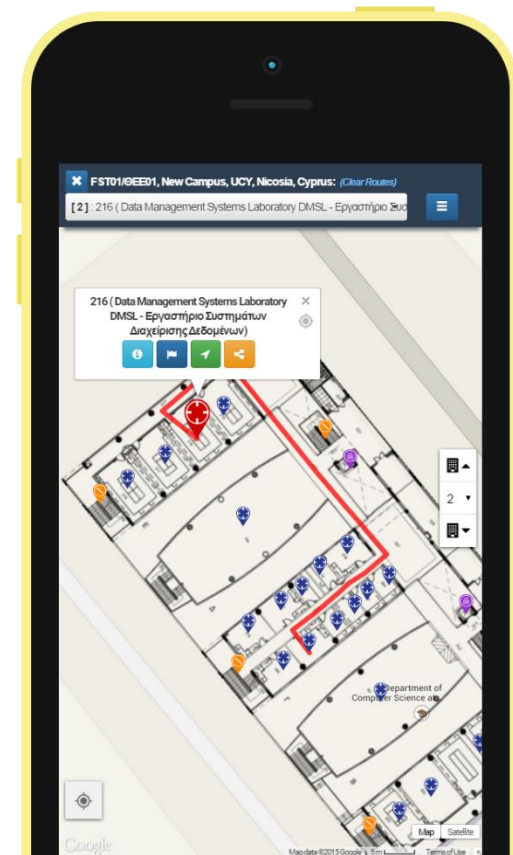 FST01/ΘΕΕ01, New Campus, UCY, Nicosia, Cyprus: (Clear Routes)
[ 2 ] : 216 ( Data Management Systems Laboratory DMSL - Εργαστήριο Συσ
216 ( Data Management Systems Laboratory
DMSL - Εργαστήριο Συστημάτων
Διαχείρισης Δεδομένων)
2
Department of
Computer Science a
Map Satellite
Google
Map data ©2015 Google 5 m Terms of Use